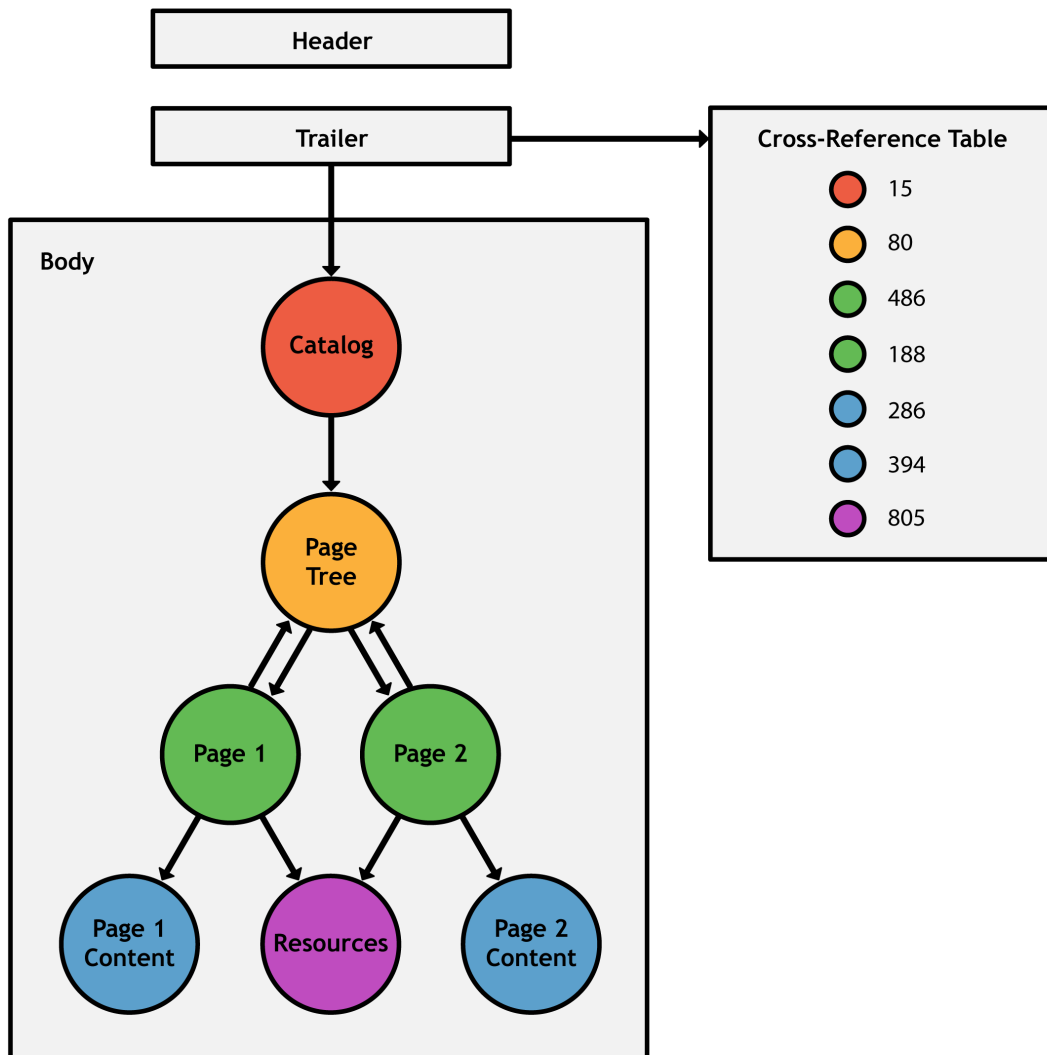 Header
Trailer
Cross-Reference Table
15
80
486
188
286
394
805
Body
Catalog
Page
Tree
Page 1
Page 2
Page 1
Content
Resources
Page 2
Content